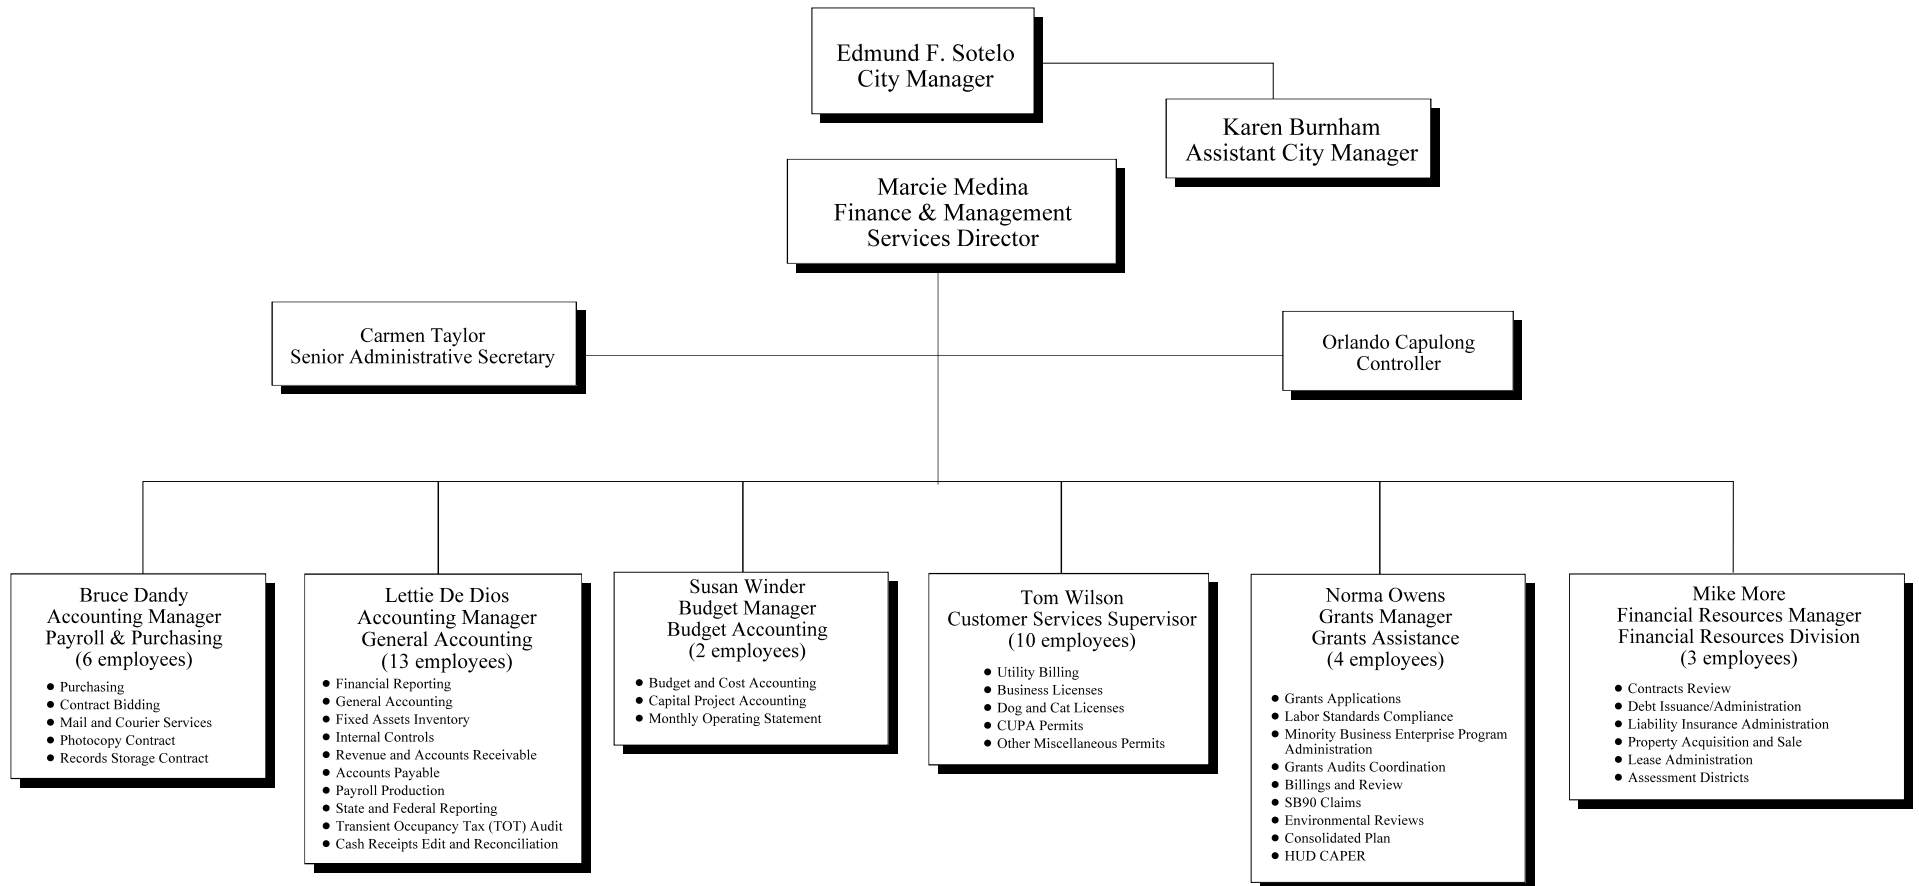 Edmund F. Sotelo
City Manager
Karen Burnham
Assistant City Manager
Marcie Medina
Finance & Management
Services Director
Carmen Taylor
Senior Administrative Secretary
Orlando Capulong
Controller
Bruce Dandy
Accounting Manager
Payroll & Purchasing
(6 employees)
● Purchasing
● Contract Bidding
● Mail and Courier Services
● Photocopy Contract
● Records Storage Contract
Lettie De Dios
Accounting Manager
General Accounting
(13 employees)
● Financial Reporting
● General Accounting
● Fixed Assets Inventory
● Internal Controls
● Revenue and Accounts Receivable
● Accounts Payable
● Payroll Production
● State and Federal Reporting
● Transient Occupancy Tax (TOT) Audit
● Cash Receipts Edit and Reconciliation
Susan Winder
Budget Manager
Budget Accounting
(2 employees)
● Budget and Cost Accounting
● Capital Project Accounting
● Monthly Operating Statement
Tom Wilson
Customer Services Supervisor
(10 employees)
● Utility Billing
● Business Licenses
● Dog and Cat Licenses
● CUPA Permits
● Other Miscellaneous Permits
Norma Owens
Grants Manager
Grants Assistance
(4 employees)
● Grants Applications
● Labor Standards Compliance
● Minority Business Enterprise Program
Administration
● Grants Audits Coordination
● Billings and Review
● SB90 Claims
● Environmental Reviews
● Consolidated Plan
● HUD CAPER
Mike More
Financial Resources Manager
Financial Resources Division
(3 employees)
● Contracts Review
● Debt Issuance/Administration
● Liability Insurance Administration
● Property Acquisition and Sale
● Lease Administration
● Assessment Districts